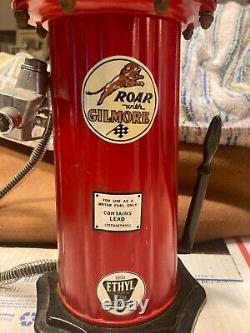 ROAR
with
GILMORE
FOR USE AS A
MOTOR FUEL ONLY
CONTAINS
LEAD
(TETRAETHYL)
ETHYL